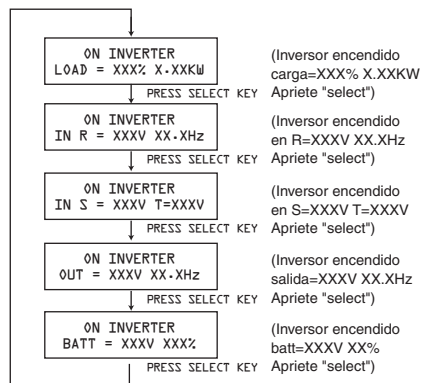 ON INVERTER
LOAD = XXX% X.XXKW
(Inversor encendido
carga=XXX% X.XXKW
PRESS SELECT KEY
Apriete "select")
ON INVERTER
IN R = XXXV XX.XHz
(Inversor encendido
en R=XXXV XX.XHz
PRESS SELECT KEY
Apriete "select")
ON INVERTER
IN S = XXXV T=XXXV
(Inversor encendido
en S=XXXV T=XXXV
PRESS SELECT KEY
Apriete "select")
ON INVERTER
OUT = XXXV XX.XHz
(Inversor encendido
salida=XXXV XX.XHz
PRESS SELECT KEY
Apriete "select")
ON INVERTER
BATT = XXXV XXX%
(Inversor encendido
batt=XXXV XX%
PRESS SELECT KEY
Apriete "select")